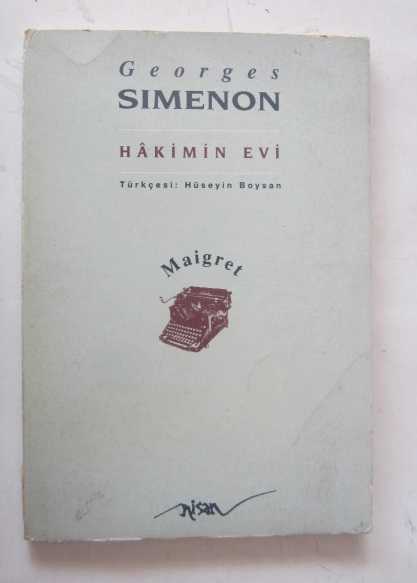 Georges
SIMENON
HÂKİMİN EVİ
Türkçesi: Hüseyin Boysan
Maigret
nisan